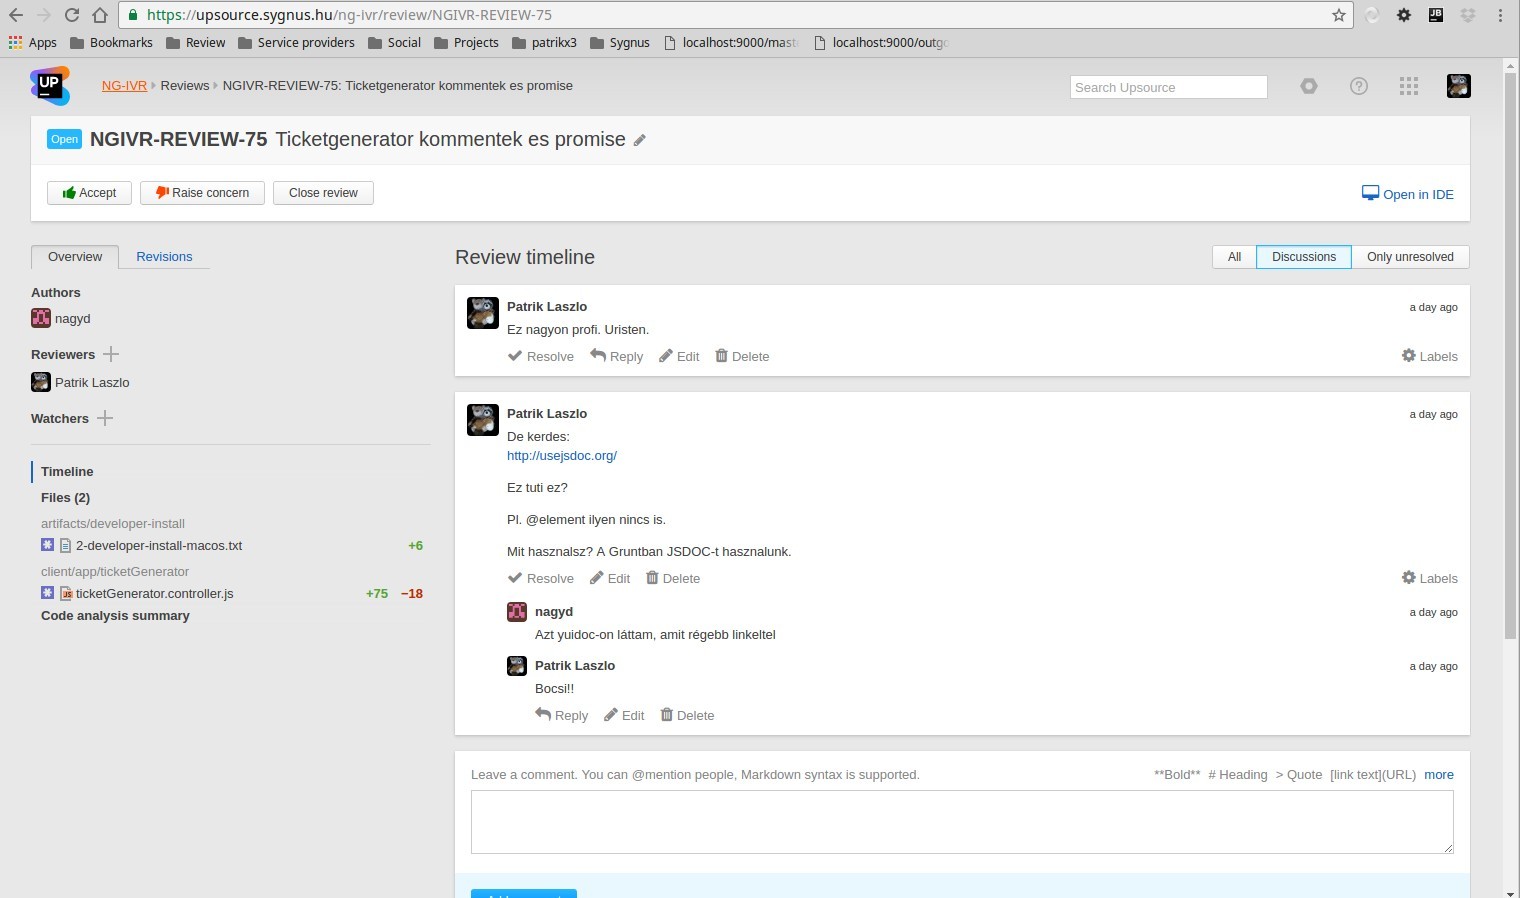 https://upsource.sygnus.hu/ng-ivr/review/NGIVR-REVIEW-75
JB
Apps Bookmarks Review Service providers Social Projects patrikx3 Sygnus localhost:9000/mast localhost:9000/outgo
UP
NG-IVR Reviews NGIVR-REVIEW-75: Ticketgenerator kommentek es promise
Search Upsource
Open NGIVR-REVIEW-75 Ticketgenerator kommentek es promise
Accept Raise concern Close review
Open in IDE
Overview Revisions
Authors
nagyd
Reviewers
Patrik Laszlo
Watchers
Timeline
Files (2)
artifacts/developer-install
2-developer-install-macos.txt +6
client/app/ticketGenerator
ticketGenerator.controller.js +75 −18
Code analysis summary
Review timeline
All Discussions Only unresolved
Patrik Laszlo a day ago
Ez nagyon profi. Uristen.
Resolve Reply Edit Delete Labels
Patrik Laszlo a day ago
De kerdes:
http://usejsdoc.org/
Ez tuti ez?
Pl. @element ilyen nincs is.
Mit hasznalsz? A Gruntban JSDOC-t hasznalunk.
Resolve Edit Delete Labels
nagyd a day ago
Azt yuidoc-on láttam, amit régebb linkeltel
Patrik Laszlo a day ago
Bocsi!!
Reply Edit Delete
Leave a comment. You can @mention people, Markdown syntax is supported.
**Bold** # Heading > Quote [link text](URL) more